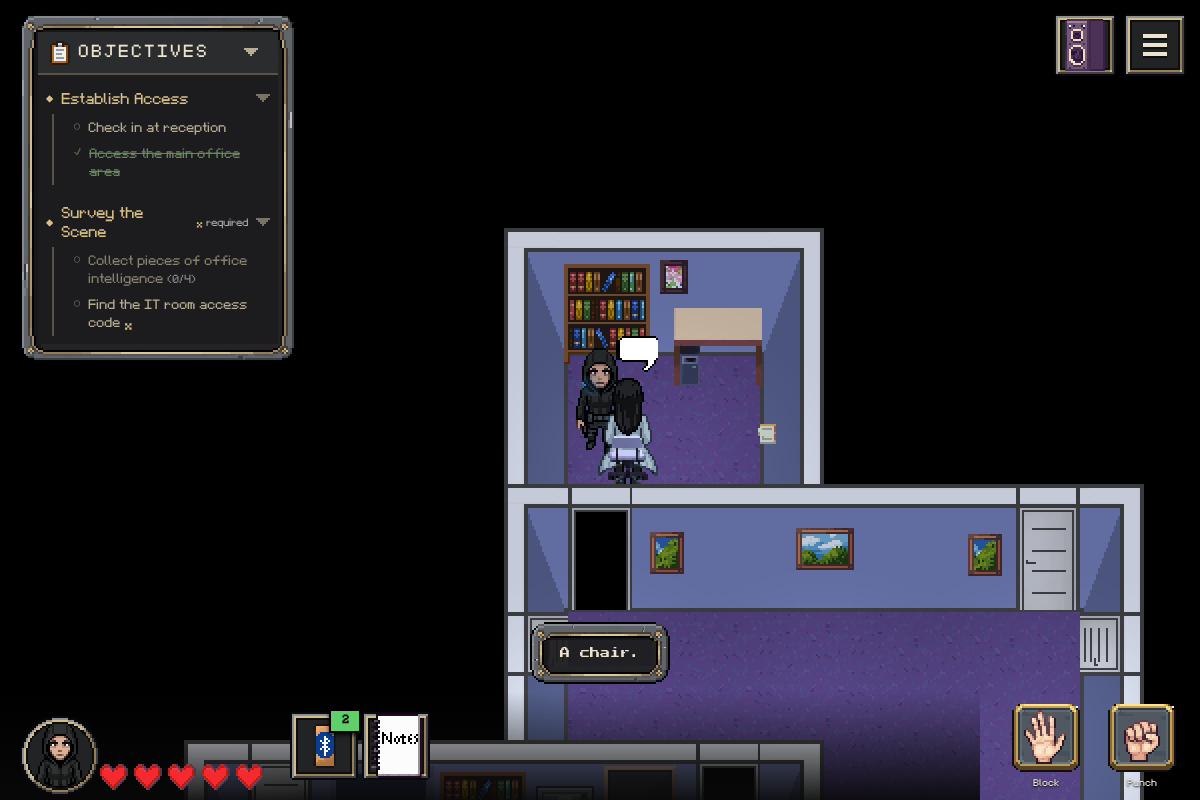 OBJECTIVES
Establish Access
Check in at reception
Access the main office
area
Survey the
Scene
x required
Collect pieces of office
intelligence (0/4)
Find the IT room access
code x
A chair.
2
Notes
Block
Punch